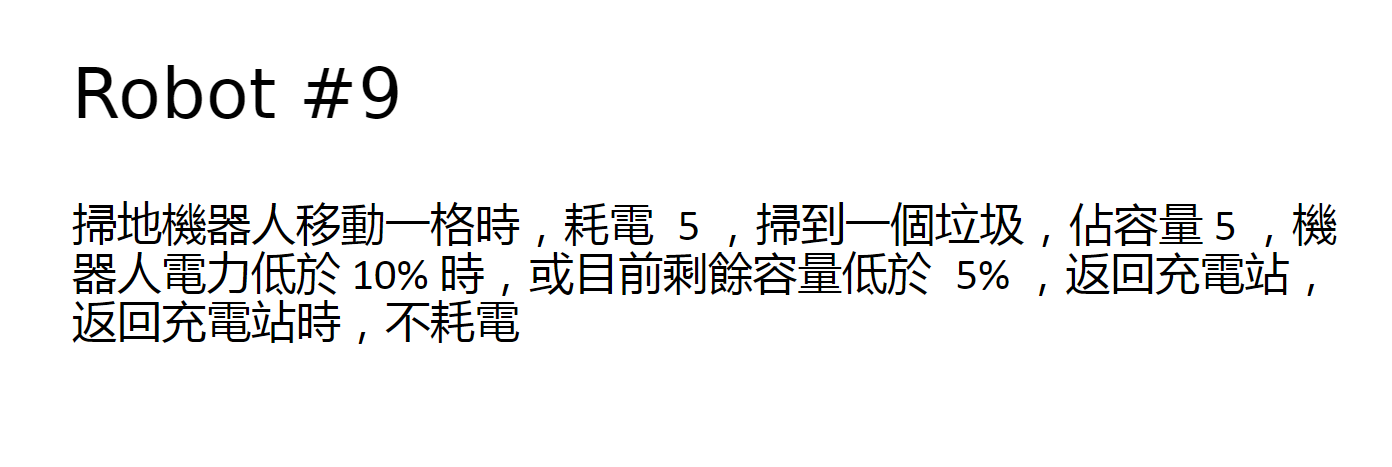 Robot #9
掃地機器人移動一格時，耗電 5 ，掃到一個垃圾，佔容量 5 ，機
器人電力低於 10% 時，或目前剩餘容量低於 5% ，返回充電站，
返回充電站時，不耗電